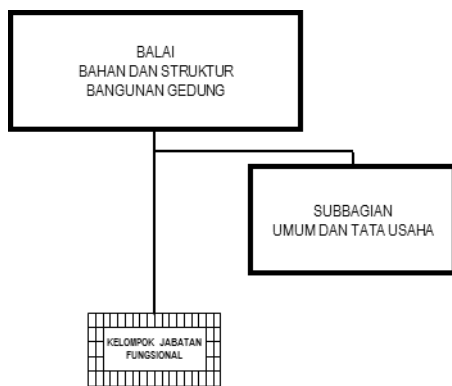 BALAI
BAHAN DAN STRUKTUR
BANGUNAN GEDUNG
SUBBAGIAN
UMUM DAN TATA USAHA
KELOMPOK JABATAN
FUNGSIONAL